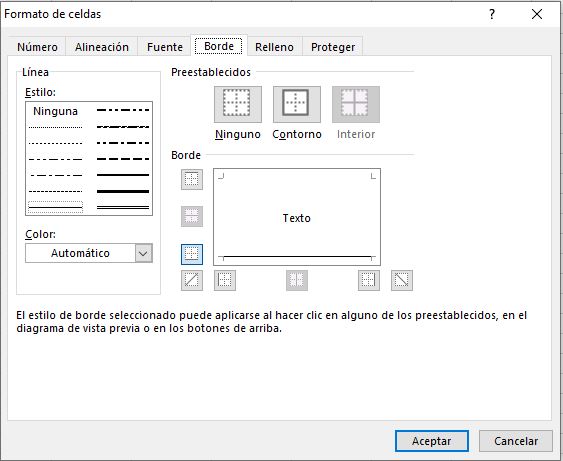 Formato de celdas
?
Número Alineación Fuente Borde Relleno Proteger
Línea
Estilo:
Ninguna
Color:
Automático
Preestablecidos
Ninguno Contorno Interior
Borde
Texto
El estilo de borde seleccionado puede aplicarse al hacer clic en alguno de los preestablecidos, en el
diagrama de vista previa o en los botones de arriba.
Aceptar Cancelar